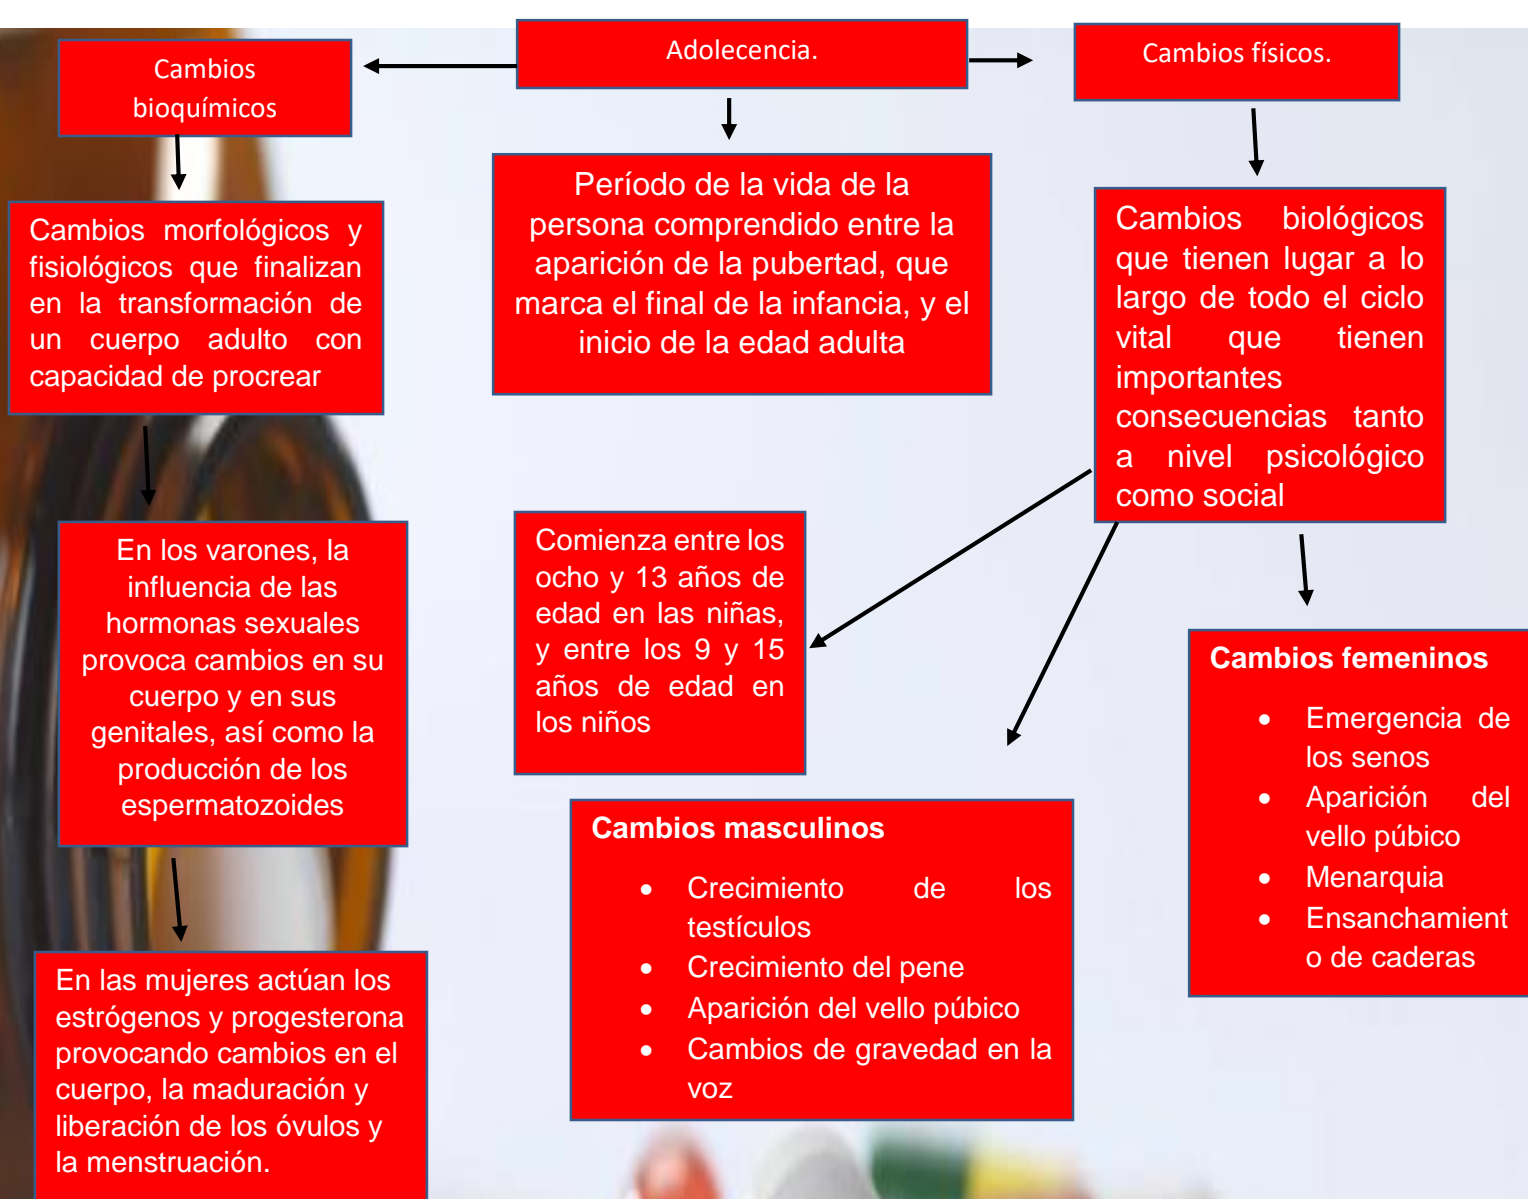 Adolecencia.
Cambios
bioquímicos
Cambios físicos.
Período de la vida de la
persona comprendido entre la
aparición de la pubertad, que
marca el final de la infancia, y el
inicio de la edad adulta
Cambios morfológicos y
fisiológicos que finalizan
en la transformación de
un cuerpo adulto con
capacidad de procrear
Cambios biológicos
que tienen lugar a lo
largo de todo el ciclo
vital que tienen
importantes
consecuencias tanto
a nivel psicológico
como social
En los varones, la
influencia de las
hormonas sexuales
provoca cambios en su
cuerpo y en sus
genitales, así como la
producción de los
espermatozoides
Comienza entre los
ocho y 13 años de
edad en las niñas,
y entre los 9 y 15
años de edad en
los niños
Cambios femeninos
• Emergencia de
los senos
• Aparición del
vello púbico
• Menarquia
• Ensanchamient
o de caderas
Cambios masculinos
• Crecimiento de los
testículos
• Crecimiento del pene
• Aparición del vello púbico
• Cambios de gravedad en la
voz
En las mujeres actúan los
estrógenos y progesterona
provocando cambios en el
cuerpo, la maduración y
liberación de los óvulos y
la menstruación.